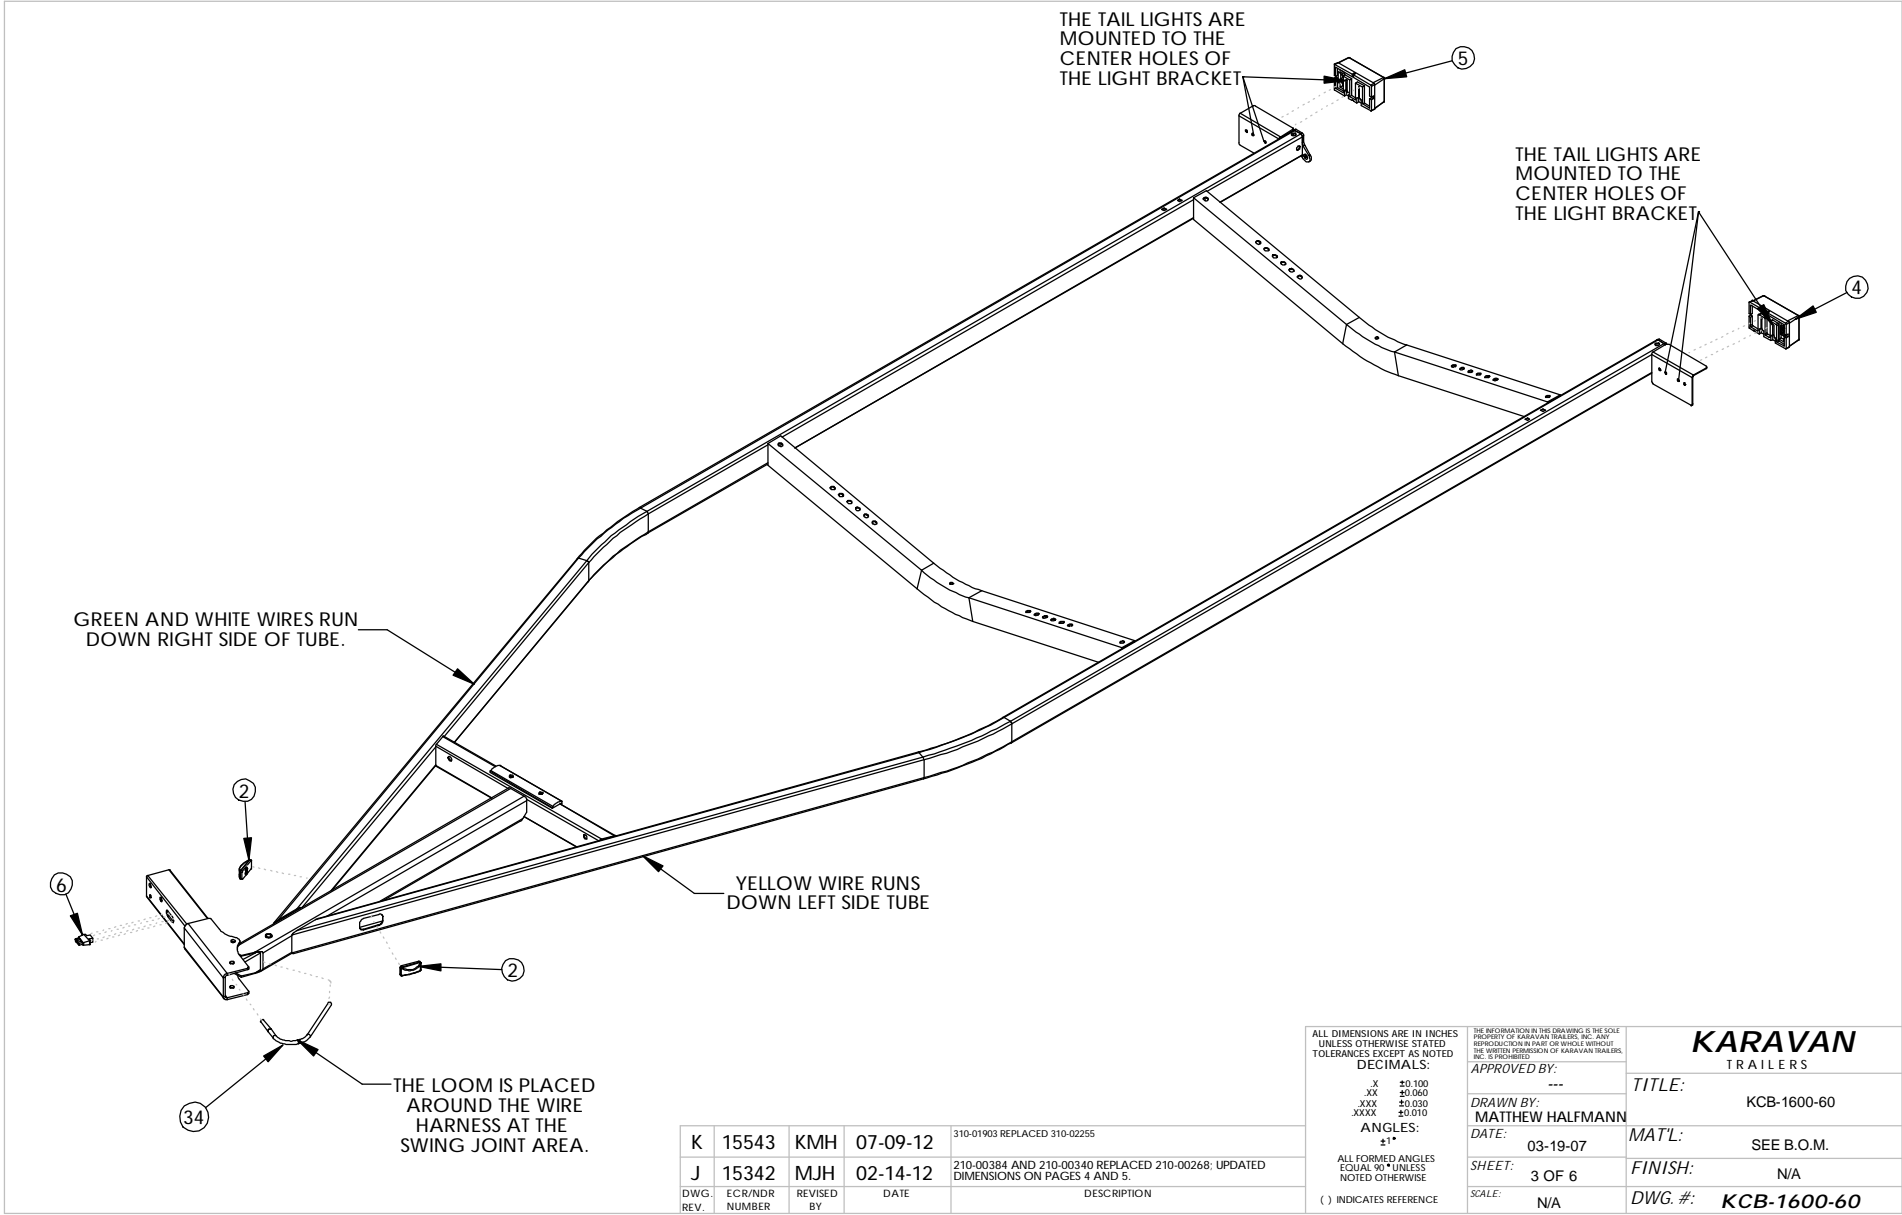 THE TAIL LIGHTS ARE
MOUNTED TO THE
CENTER HOLES OF
THE LIGHT BRACKET
5
THE TAIL LIGHTS ARE
MOUNTED TO THE
CENTER HOLES OF
THE LIGHT BRACKET
4
GREEN AND WHITE WIRES RUN
DOWN RIGHT SIDE OF TUBE.
2
6
YELLOW WIRE RUNS
DOWN LEFT SIDE TUBE
2
34
THE LOOM IS PLACED
AROUND THE WIRE
HARNESS AT THE
SWING JOINT AREA.
K 15543 KMH 07-09-12 310-01903 REPLACED 310-02255
J 15342 MJH 02-14-12 210-00384 AND 210-00340 REPLACED 210-00268; UPDATED
DIMENSIONS ON PAGES 4 AND 5.
DWG. REV. ECR/NDR NUMBER REVISED BY DATE DESCRIPTION
ALL DIMENSIONS ARE IN INCHES
UNLESS OTHERWISE STATED
TOLERANCES EXCEPT AS NOTED
DECIMALS:
.X ±0.100
.XX ±0.060
.XXX ±0.030
.XXXX ±0.010
ANGLES:
±1°
ALL FORMED ANGLES
EQUAL 90° UNLESS
NOTED OTHERWISE
( ) INDICATES REFERENCE
THE INFORMATION IN THIS DRAWING IS THE SOLE
PROPERTY OF KARAVAN TRAILERS, INC. ANY
REPRODUCTION IN PART OR WHOLE WITHOUT
THE WRITTEN PERMISSION OF KARAVAN TRAILERS,
INC. IS PROHIBITED
APPROVED BY:
---
DRAWN BY:
MATTHEW HALFMANN
DATE:
03-19-07
SHEET:
3 OF 6
SCALE:
N/A
KARAVAN
TRAILERS
TITLE:
KCB-1600-60
MAT'L:
SEE B.O.M.
FINISH:
N/A
DWG. #: KCB-1600-60